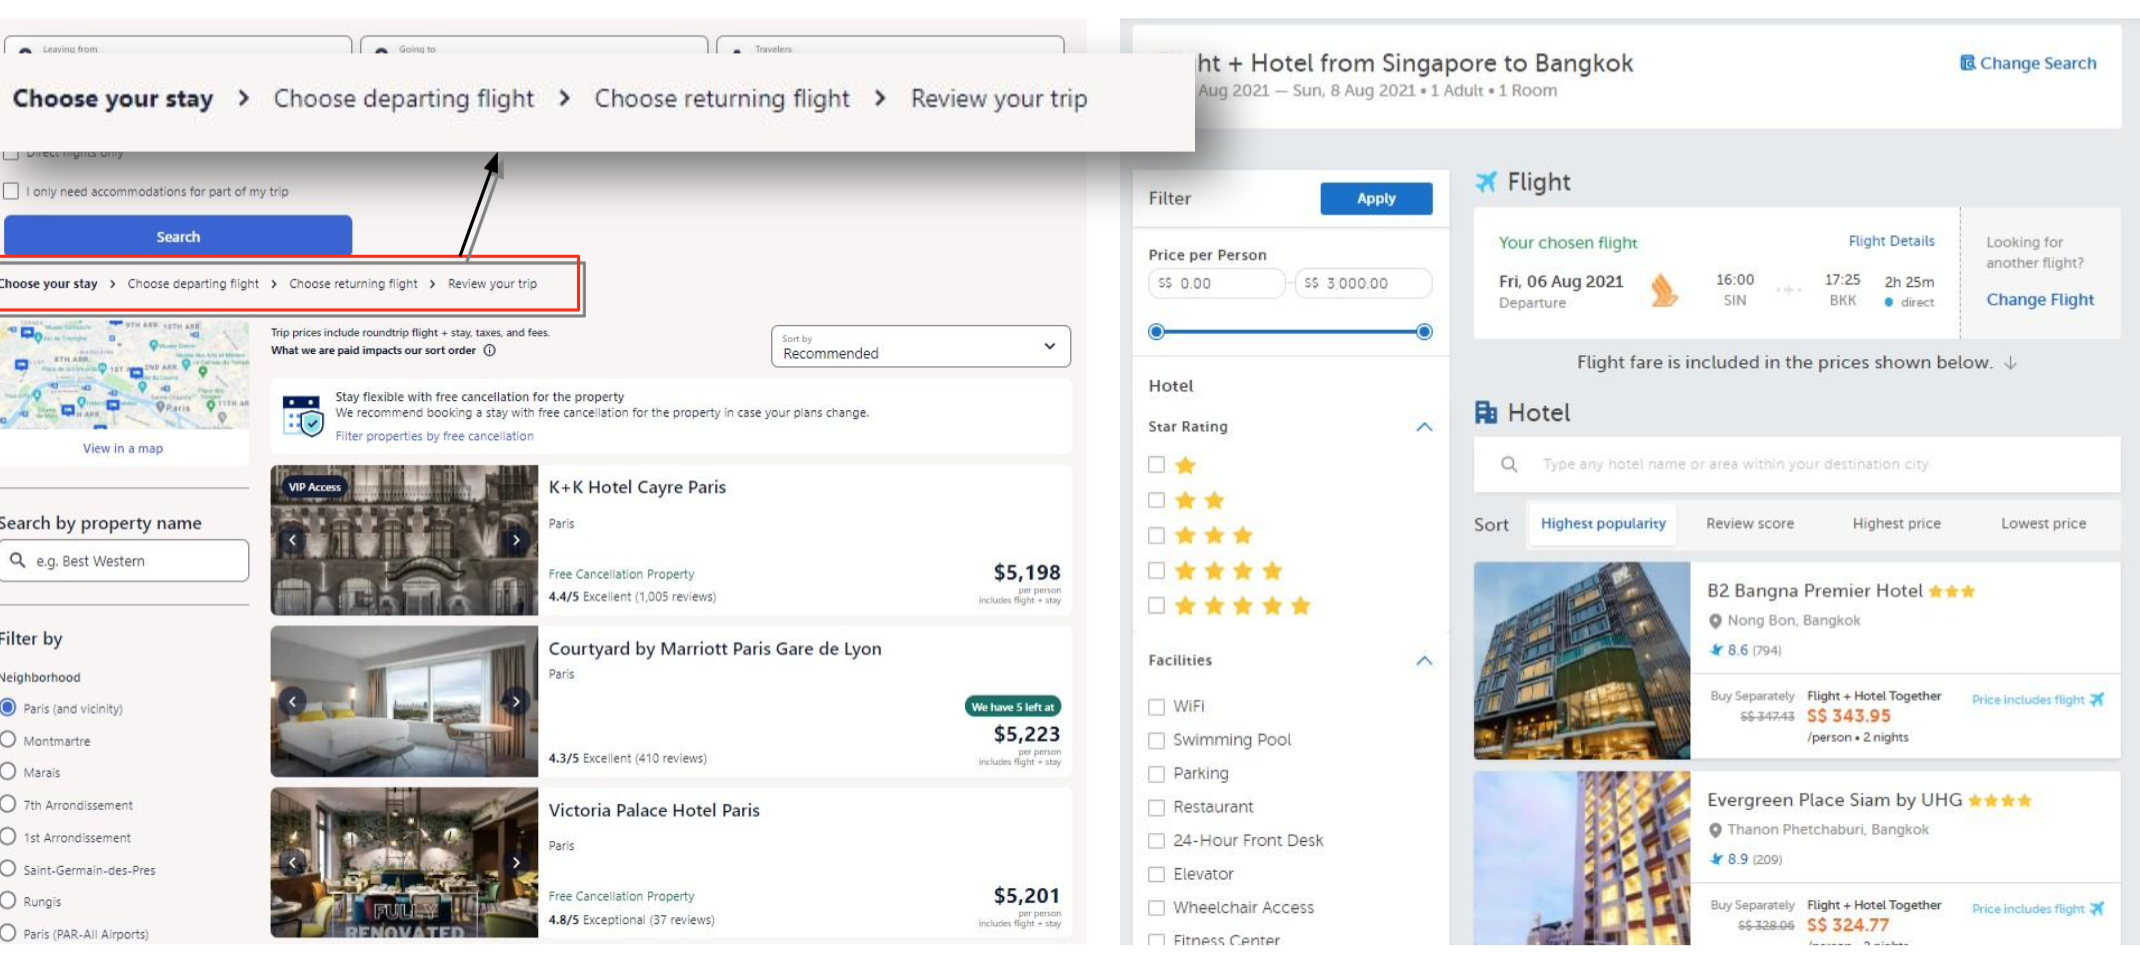 Leaving from
Going to
Travelers
Choose your stay > Choose departing flight > Choose returning flight > Review your trip
Direct flights only
I only need accommodations for part of my trip
Search
Choose your stay > Choose departing flight > Choose returning flight > Review your trip
View in a map
Search by property name
e.g. Best Western
Filter by
Neighborhood
Paris (and vicinity)
Montmartre
Marais
7th Arrondissement
1st Arrondissement
Saint-Germain-des-Pres
Rungis
Paris (PAR-All Airports)
Trip prices include roundtrip flight + stay, taxes, and fees.
What we are paid impacts our sort order
Sort by
Recommended
Stay flexible with free cancellation for the property
We recommend booking a stay with free cancellation for the property in case your plans change.
Filter properties by free cancellation
VIP Access
K+K Hotel Cayre Paris
Paris
Free Cancellation Property
4.4/5 Excellent (1,005 reviews)
$5,198
per person
includes flight + stay
Courtyard by Marriott Paris Gare de Lyon
Paris
We have 5 left at
4.3/5 Excellent (410 reviews)
$5,223
per person
includes flight + stay
FULLY
RENOVATED
Victoria Palace Hotel Paris
Paris
Free Cancellation Property
4.8/5 Exceptional (37 reviews)
$5,201
per person
includes flight + stay
ht + Hotel from Singapore to Bangkok
Aug 2021 — Sun, 8 Aug 2021 • 1 Adult • 1 Room
Change Search
Filter
Apply
Price per Person
S$ 0.00 - S$ 3,000.00
Hotel
Star Rating
Facilities
WiFi
Swimming Pool
Parking
Restaurant
24-Hour Front Desk
Elevator
Wheelchair Access
Fitness Center
Flight
Your chosen flight
Flight Details
Fri, 06 Aug 2021
Departure
16:00
SIN
17:25
BKK
2h 25m
direct
Looking for
another flight?
Change Flight
Flight fare is included in the prices shown below. ↓
Hotel
Type any hotel name or area within your destination city
Sort Highest popularity Review score Highest price Lowest price
B2 Bangna Premier Hotel
Nong Bon, Bangkok
8.6 (794)
Buy Separately Flight + Hotel Together
S$ 347.43 S$ 343.95
/person • 2 nights
Price includes flight
Evergreen Place Siam by UHG
Thanon Phetchaburi, Bangkok
8.9 (209)
Buy Separately Flight + Hotel Together
S$ 328.06 S$ 324.77
Price includes flight